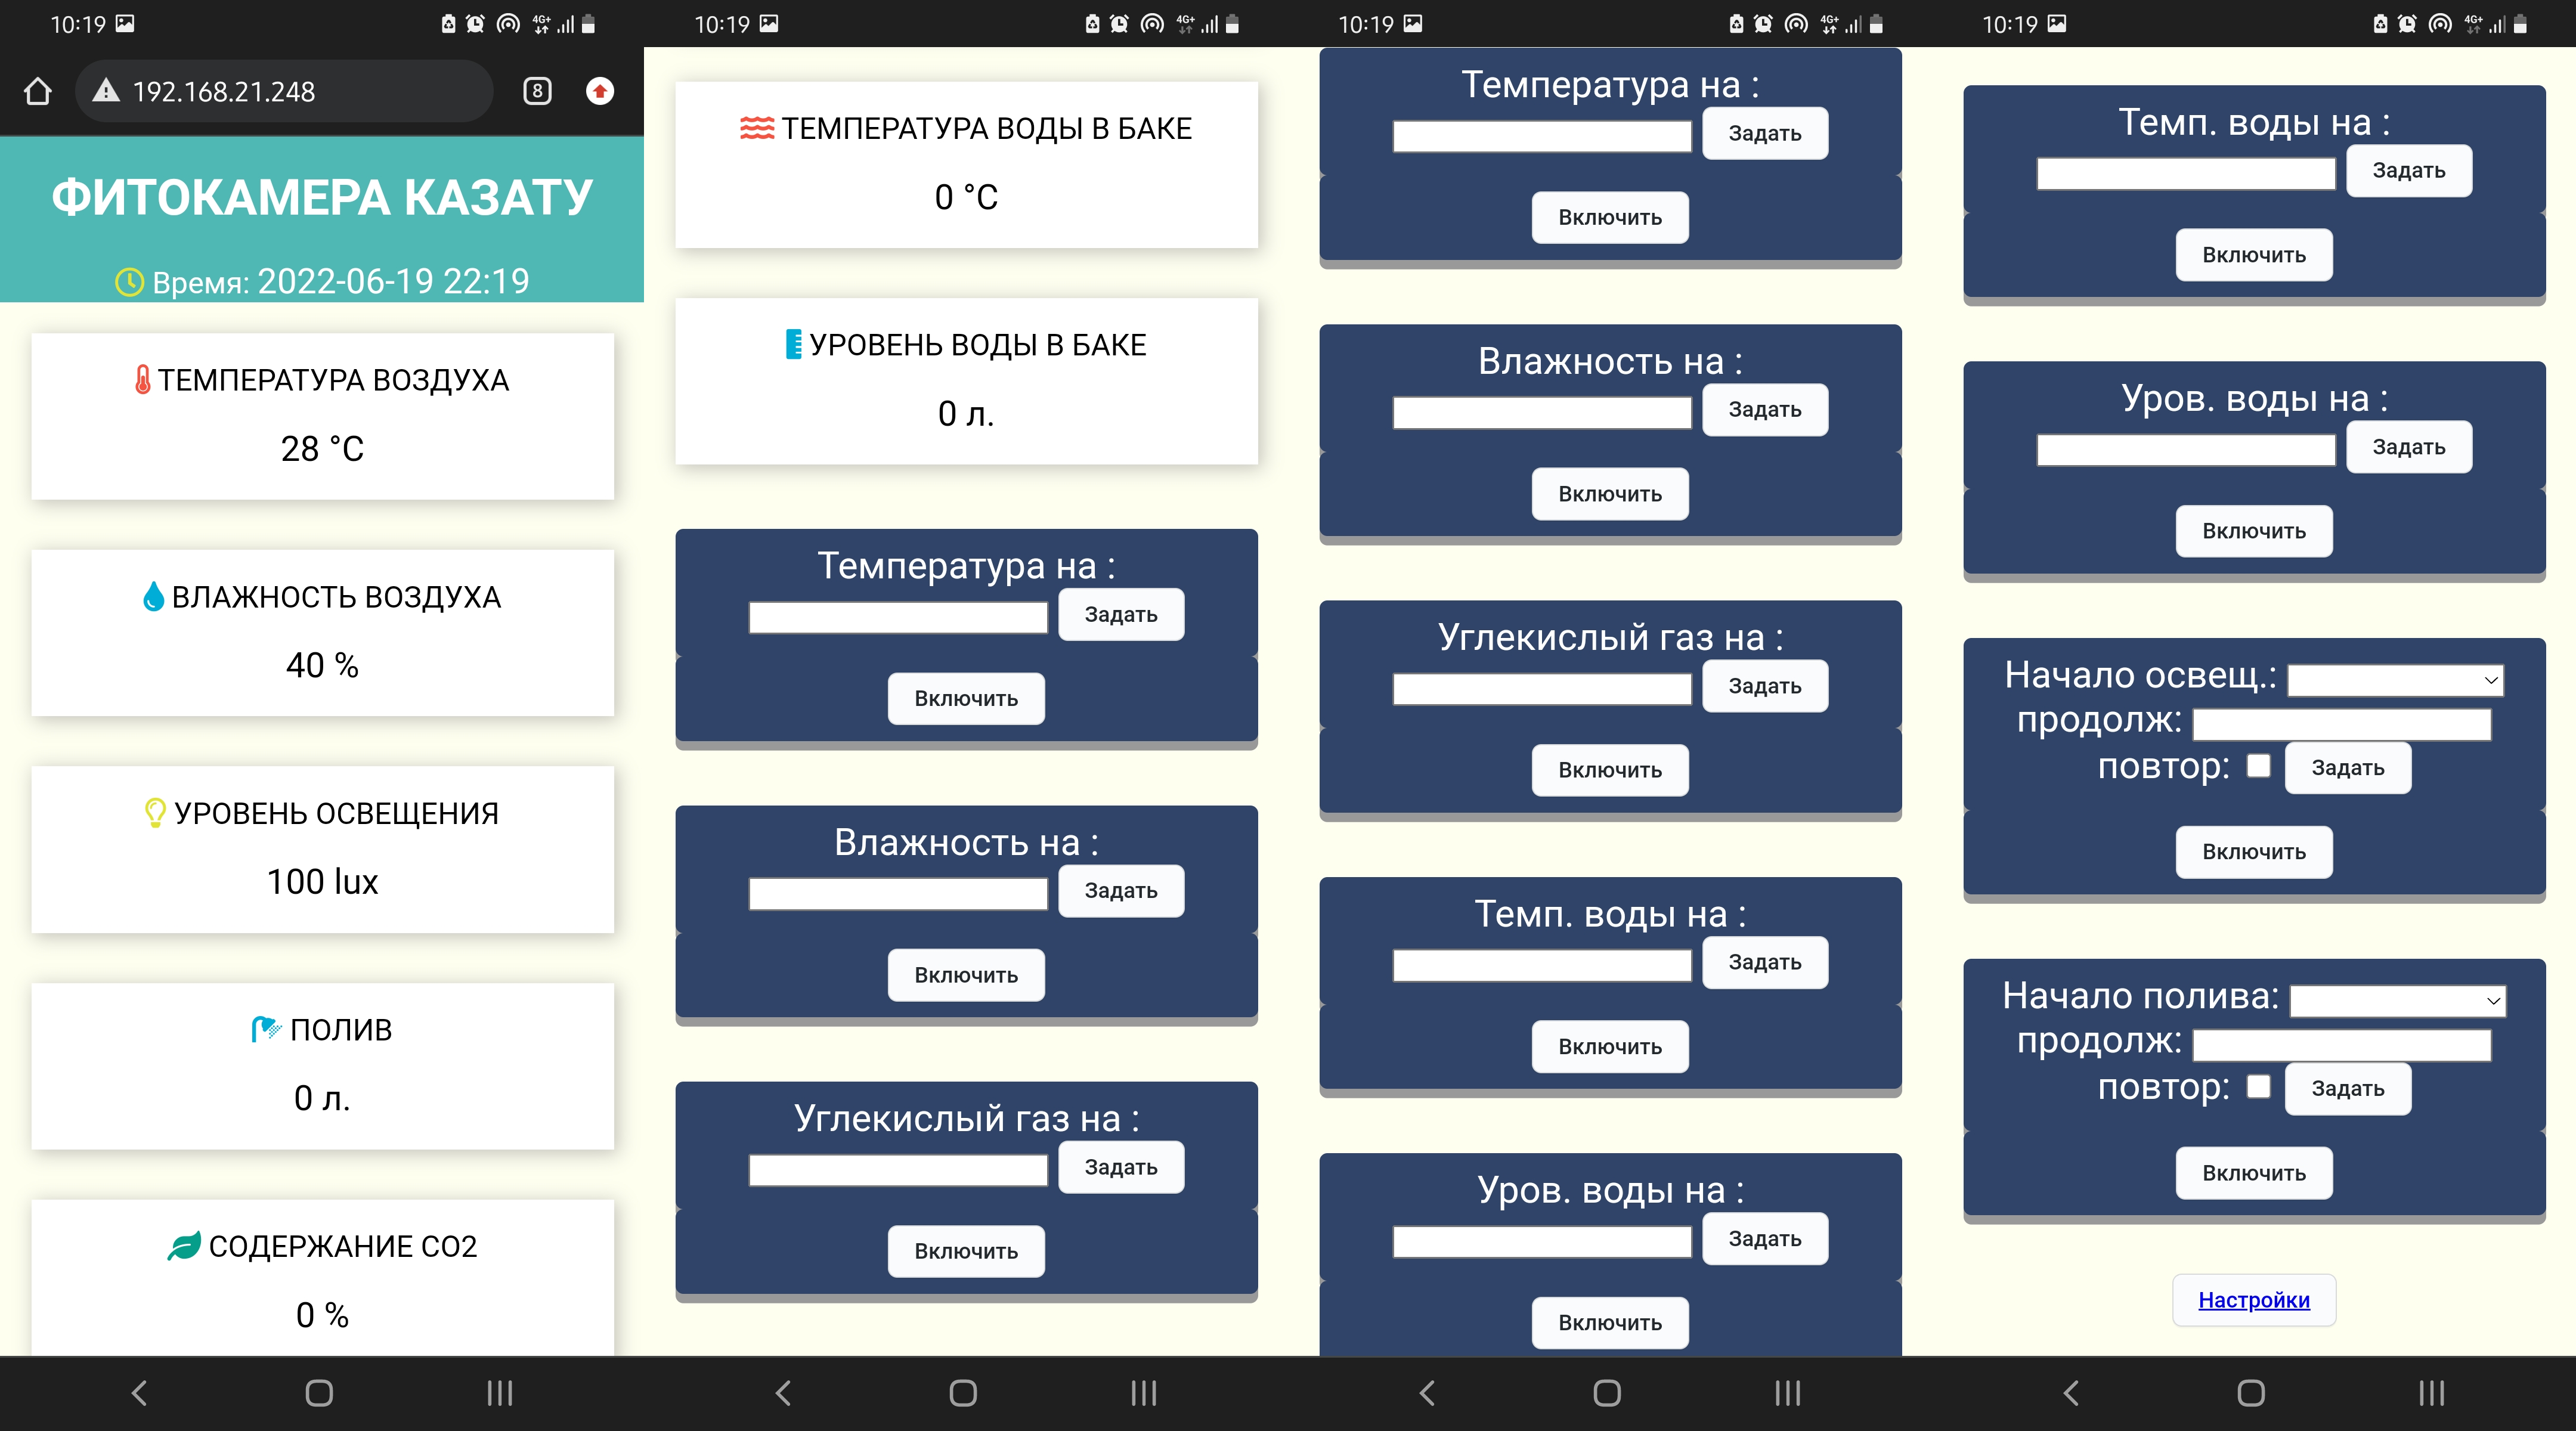 10:19
4G+
192.168.21.248
8
ФИТОКАМЕРА КАЗАТУ
Время: 2022-06-19 22:19
ТЕМПЕРАТУРА ВОЗДУХА
28 °C
ВЛАЖНОСТЬ ВОЗДУХА
40 %
УРОВЕНЬ ОСВЕЩЕНИЯ
100 lux
ПОЛИВ
0 л.
СОДЕРЖАНИЕ СО2
0 %
10:19
4G+
ТЕМПЕРАТУРА ВОДЫ В БАКЕ
0 °C
УРОВЕНЬ ВОДЫ В БАКЕ
0 л.
Температура на :
Задать
Включить
Влажность на :
Задать
Включить
Углекислый газ на :
Задать
Включить
10:19
4G+
Температура на :
Задать
Включить
Влажность на :
Задать
Включить
Углекислый газ на :
Задать
Включить
Темп. воды на :
Задать
Включить
Уров. воды на :
Задать
Включить
10:19
4G+
Темп. воды на :
Задать
Включить
Уров. воды на :
Задать
Включить
Начало освещ.:
продолж:
повтор: Задать
Включить
Начало полива:
продолж:
повтор: Задать
Включить
Настройки